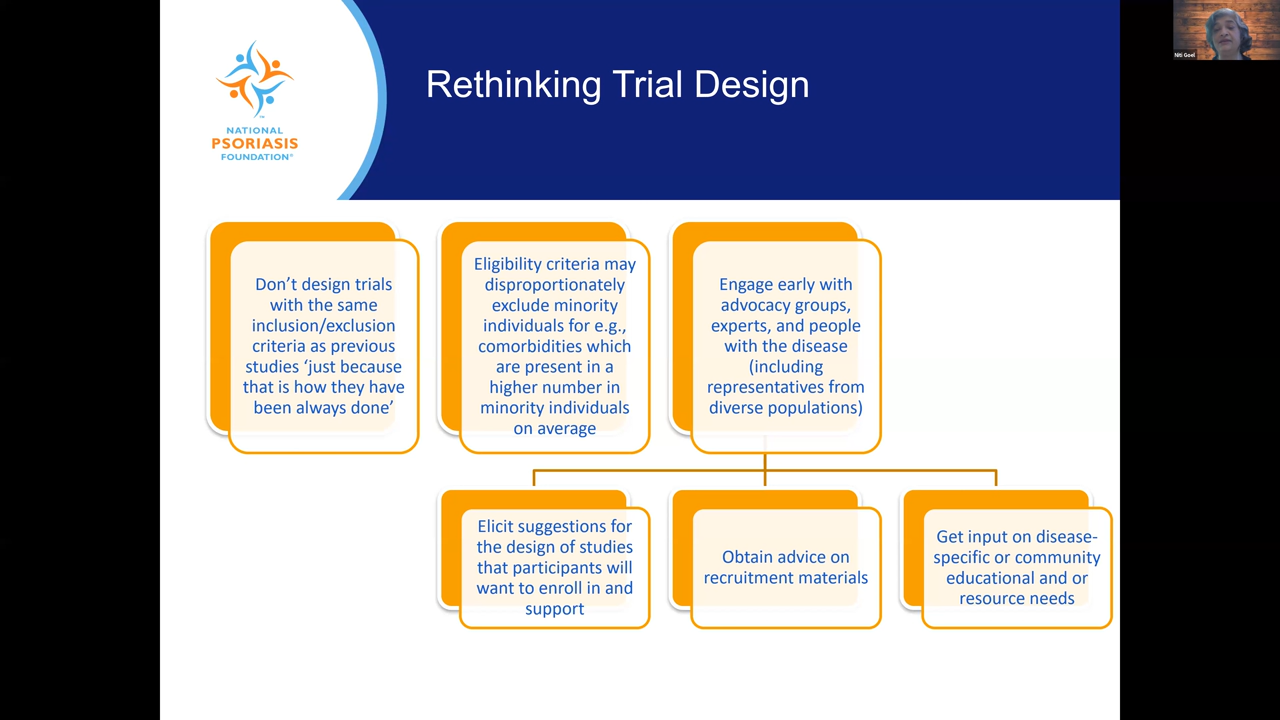 NATIONAL
PSORIASIS
FOUNDATION®
Rethinking Trial Design
Niti Goel
Don’t design trials
with the same
inclusion/exclusion
criteria as previous
studies ‘just because
that is how they have
been always done’
Eligibility criteria may
disproportionately
exclude minority
individuals for e.g.,
comorbidities which
are present in a
higher number in
minority individuals
on average
Engage early with
advocacy groups,
experts, and people
with the disease
(including
representatives from
diverse populations)
Elicit suggestions for
the design of studies
that participants will
want to enroll in and
support
Obtain advice on
recruitment materials
Get input on disease-
specific or community
educational and or
resource needs